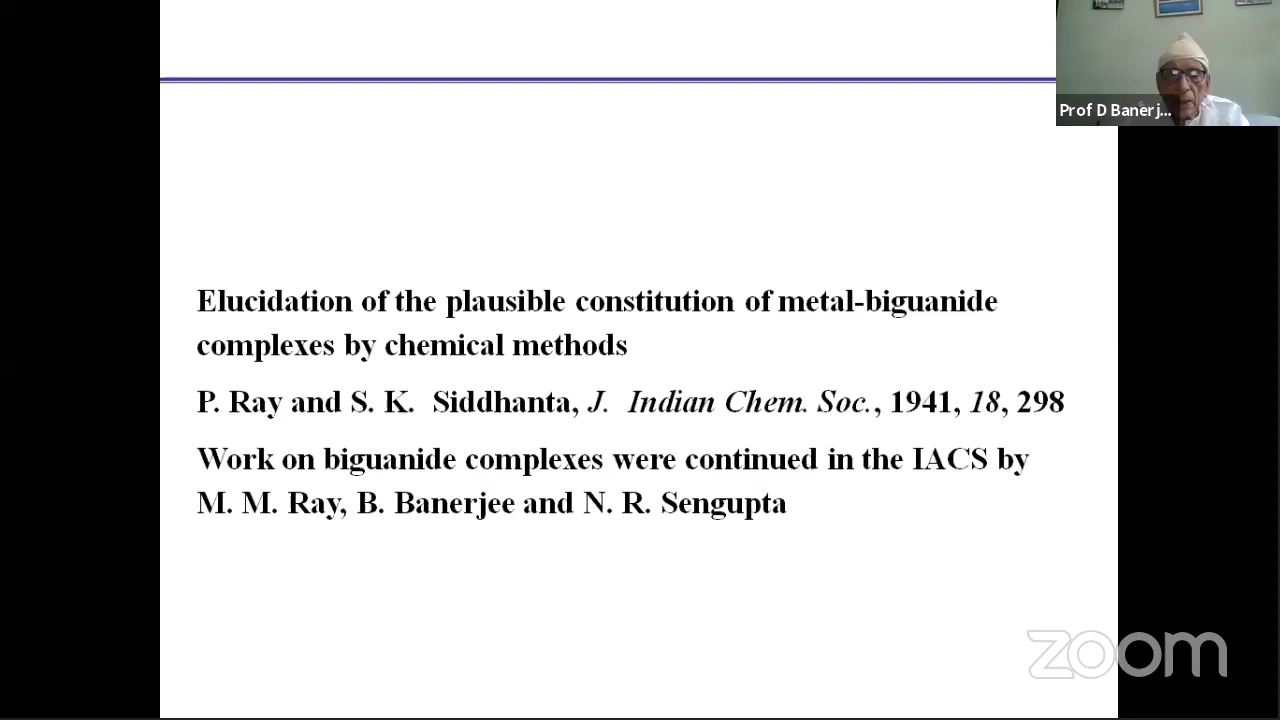 Prof D Banerj...
Elucidation of the plausible constitution of metal-biguanide
complexes by chemical methods
P. Ray and S. K. Siddhanta, J. Indian Chem. Soc., 1941, 18, 298
Work on biguanide complexes were continued in the IACS by
M. M. Ray, B. Banerjee and N. R. Sengupta
zoom